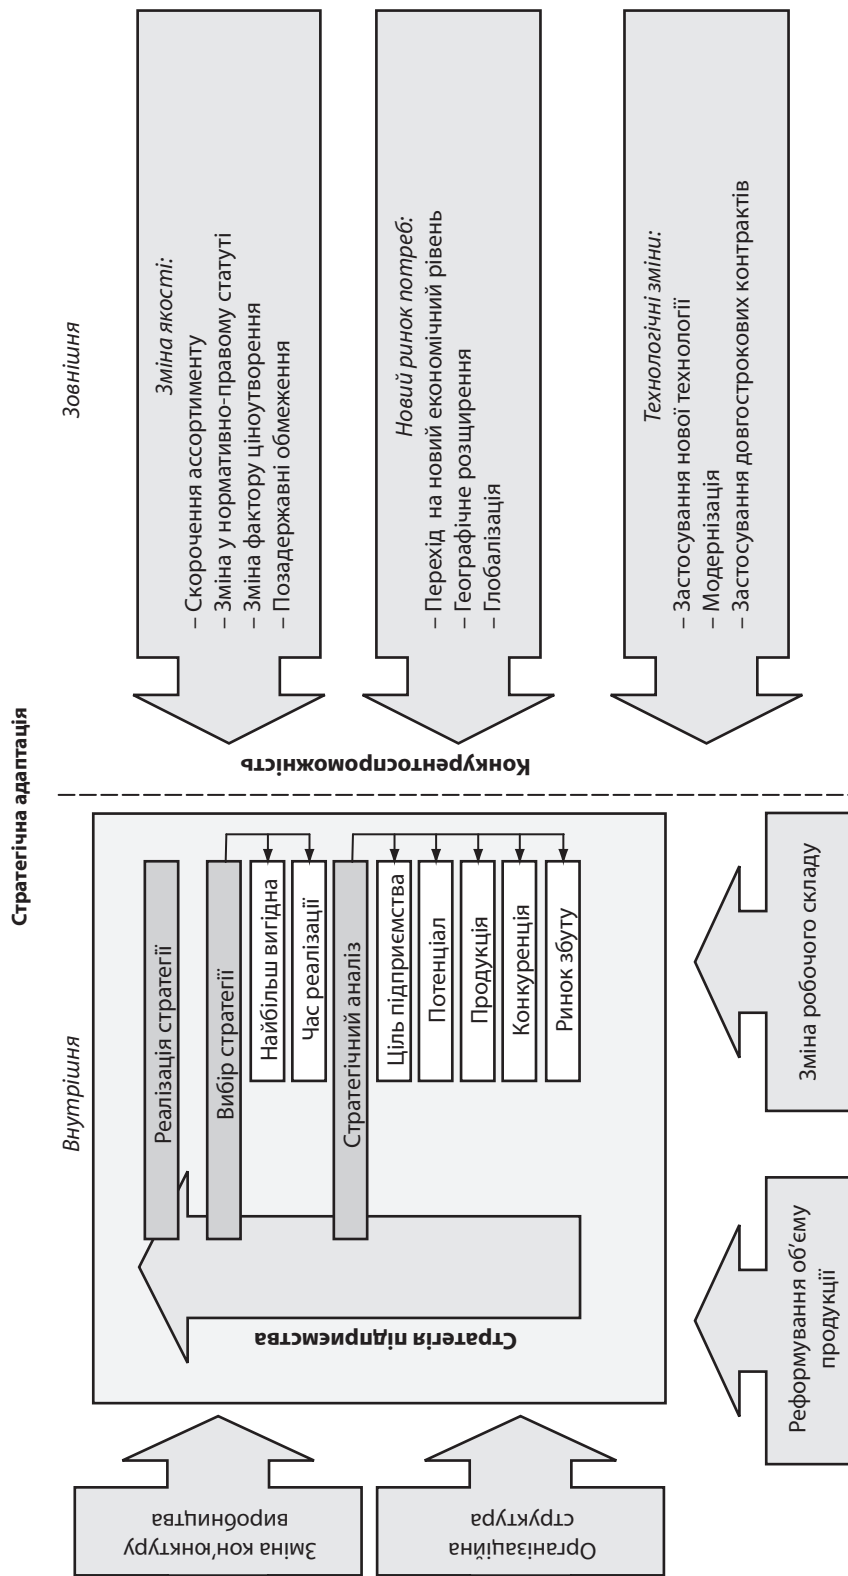 Стратегічна адаптація
Внутрішня
Зовнішня
Зміна кон’юнктуру
виробництва
Організаційна
структура
Стратегія підприємства
Реалізація стратегії
Вибір стратегії
Найбільш вигідна
Час реалізації
Стратегічний аналіз
Ціль підприємства
Потенціал
Продукція
Конкуренція
Ринок збуту
Реформування об’єму
продукції
Зміна робочого складу
Конкурентоспроможність
Зміна якості:
– Скорочення ассортименту
– Зміна у нормативно-правому статуті
– Зміна фактору ціноутворення
– Позадержавні обмеження
Новий ринок потреб:
– Перехід на новий економічний рівень
– Географічне розщирення
– Глобалізація
Технологічні зміни:
– Застосування нової технології
– Модернізація
– Застосування довгострокових контрактів